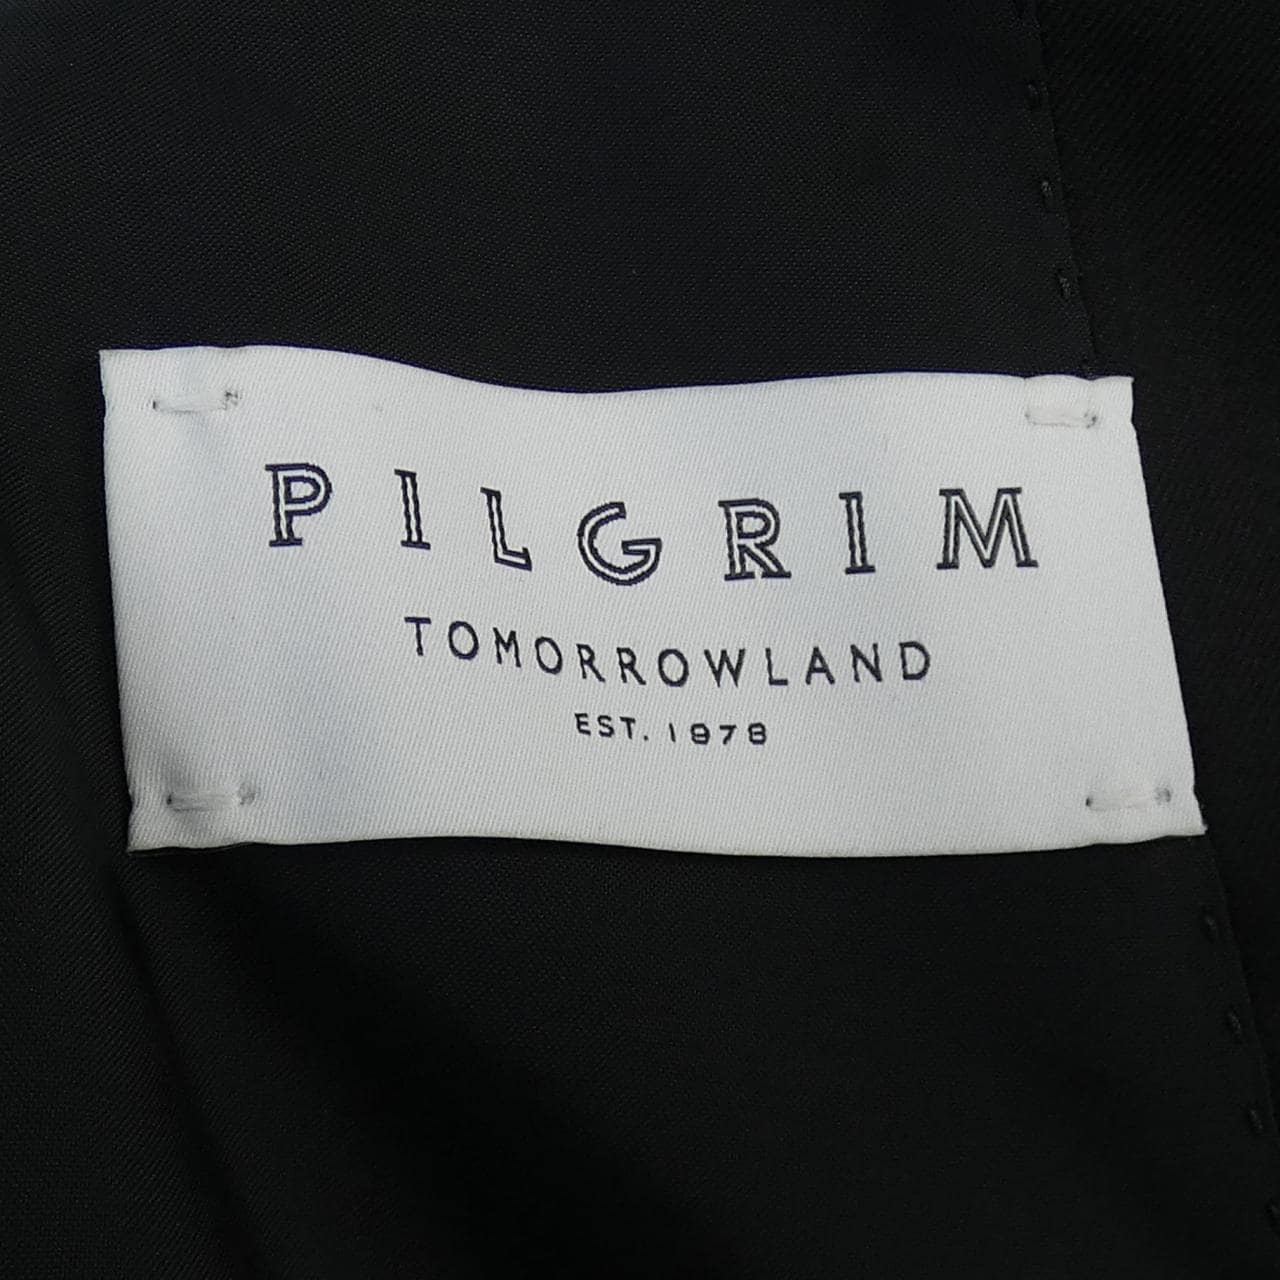 PILGRIM
TOMORROWLAND
EST. 1978